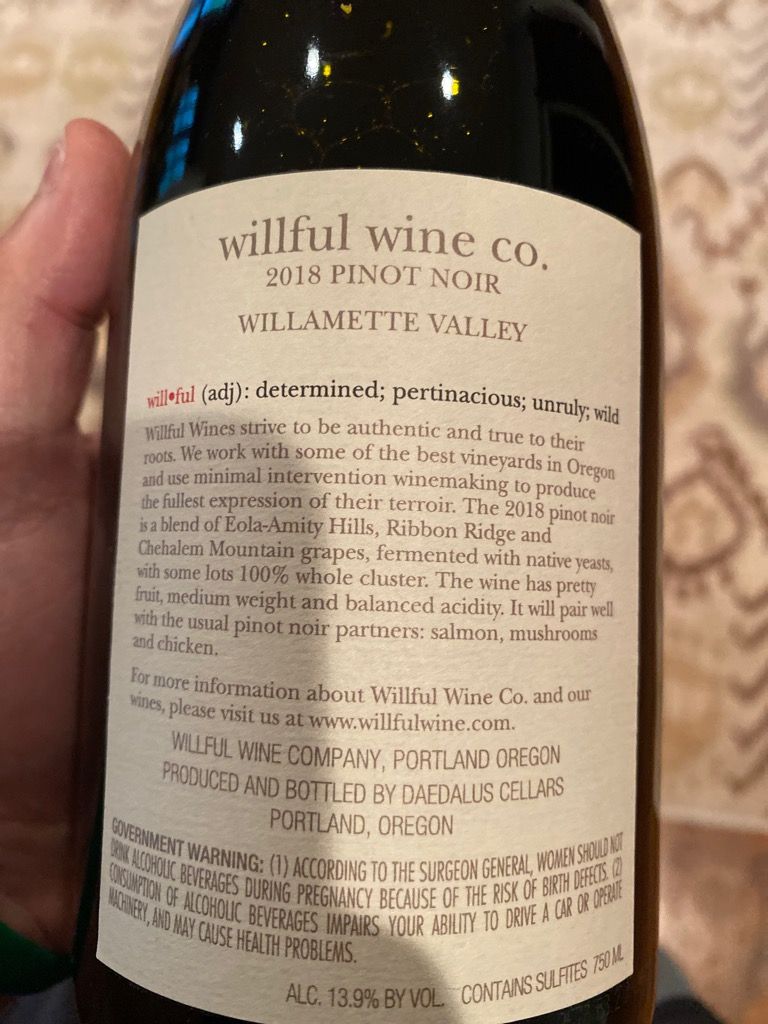 willful wine co.
2018 PINOT NOIR
WILLAMETTE VALLEY
will•ful (adj): determined; pertinacious; unruly; wild
Willful Wines strive to be authentic and true to their
roots. We work with some of the best vineyards in Oregon
and use minimal intervention winemaking to produce
the fullest expression of their terroir. The 2018 pinot noir
is a blend of Eola-Amity Hills, Ribbon Ridge and
Chehalem Mountain grapes, fermented with native yeasts,
with some lots 100% whole cluster. The wine has pretty
fruit, medium weight and balanced acidity. It will pair well
with the usual pinot noir partners: salmon, mushrooms
and chicken.
For more information about Willful Wine Co. and our
wines, please visit us at www.willfulwine.com.
WILLFUL WINE COMPANY, PORTLAND OREGON
PRODUCED AND BOTTLED BY DAEDALUS CELLARS
PORTLAND, OREGON
GOVERNMENT WARNING: (1) ACCORDING TO THE SURGEON GENERAL, WOMEN SHOULD NOT
DRINK ALCOHOLIC BEVERAGES DURING PREGNANCY BECAUSE OF THE RISK OF BIRTH DEFECTS. (2)
CONSUMPTION OF ALCOHOLIC BEVERAGES IMPAIRS YOUR ABILITY TO DRIVE A CAR OR OPERATE
MACHINERY, AND MAY CAUSE HEALTH PROBLEMS.
ALC. 13.9% BY VOL. CONTAINS SULFITES 750 ML